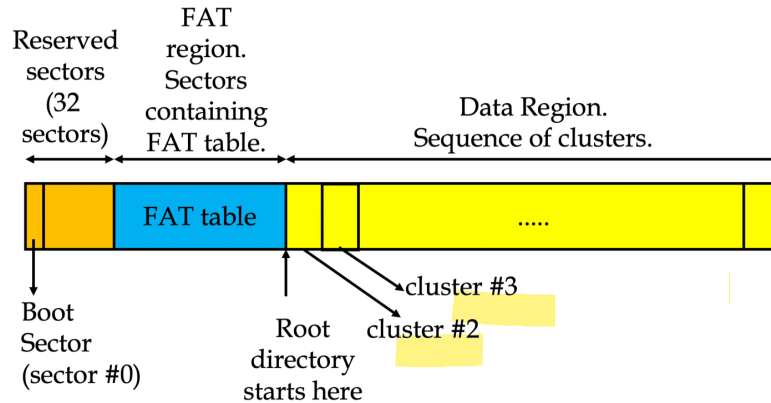 Reserved
sectors
(32
sectors)
FAT
region.
Sectors
containing
FAT table.
Data Region.
Sequence of clusters.
FAT table
.....
cluster #3
cluster #2
Boot
Sector
(sector #0)
Root
directory
starts here